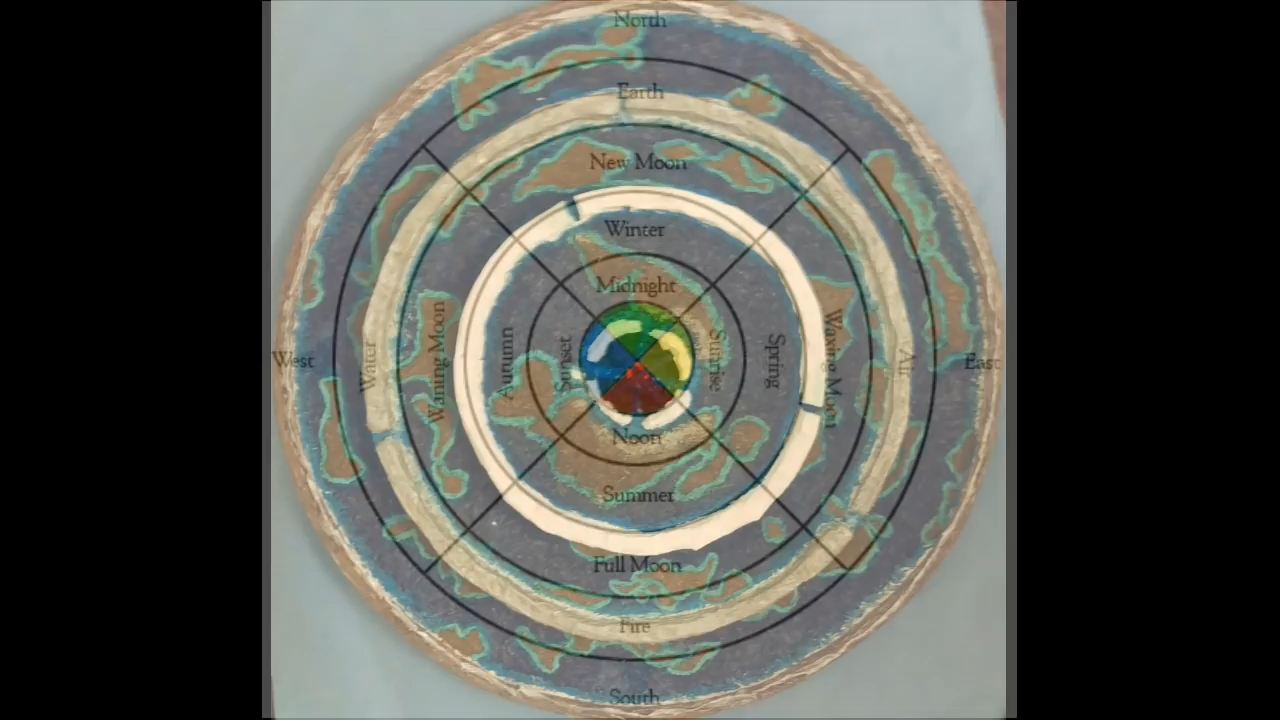 North
Earth
New Moon
Winter
Midnight
West
Water
Waning Moon
Autumn
Sunset
Sunrise
Spring
Waxing Moon
Air
East
Noon
Summer
Full Moon
Fire
South